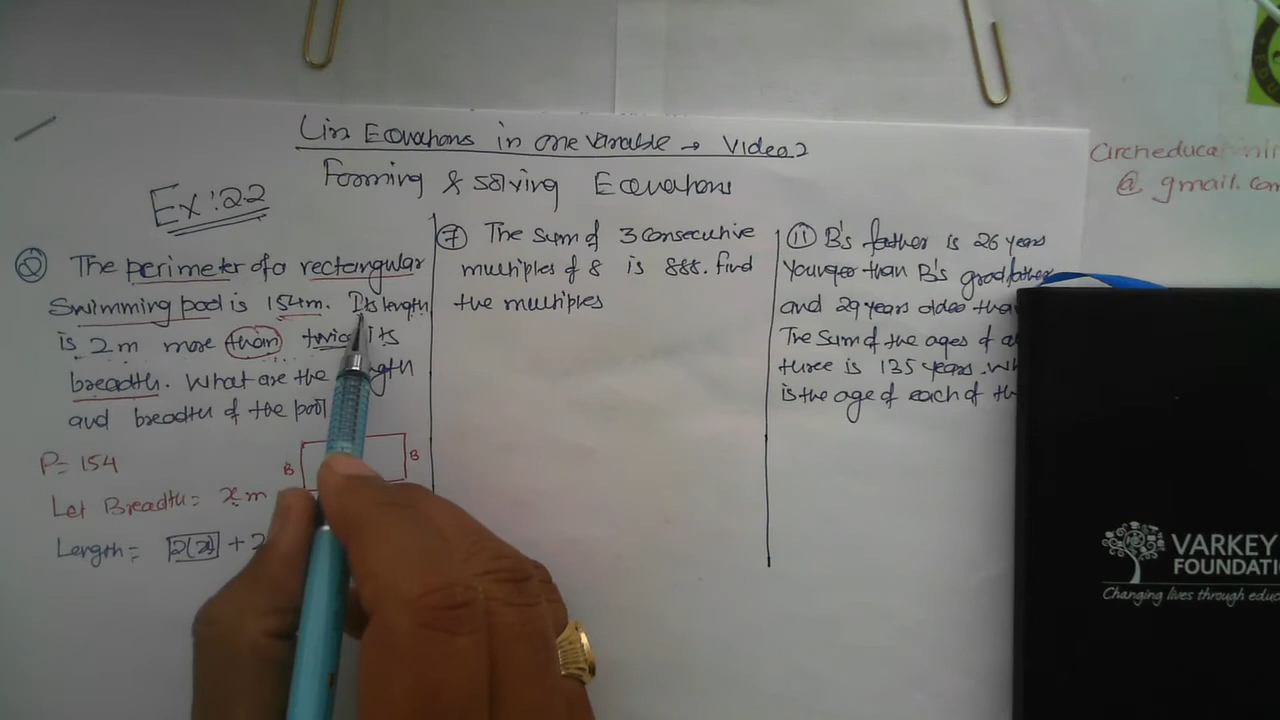 Lin Equations in one variable → Video 2
Forming & solving Equations
Ex: 2.2
The perimeter of a rectangular
swimming pool is 154m. Its length
is 2m more than twice its
breadth. What are the
and breadth of the pool
P = 154
B B
Let Breadth = x m
Length = 2(x) + 2
7 The sum of 3 consecutive
multiples of 8 is 888. find
the multiples
11 B's father is 26 years
Younger than B's
and 29 years older
The Sum of the ages of
three is 135 years.
is the age of each of
@ gmail.com
VARKEY
FOUNDATI
Changing lives through educ